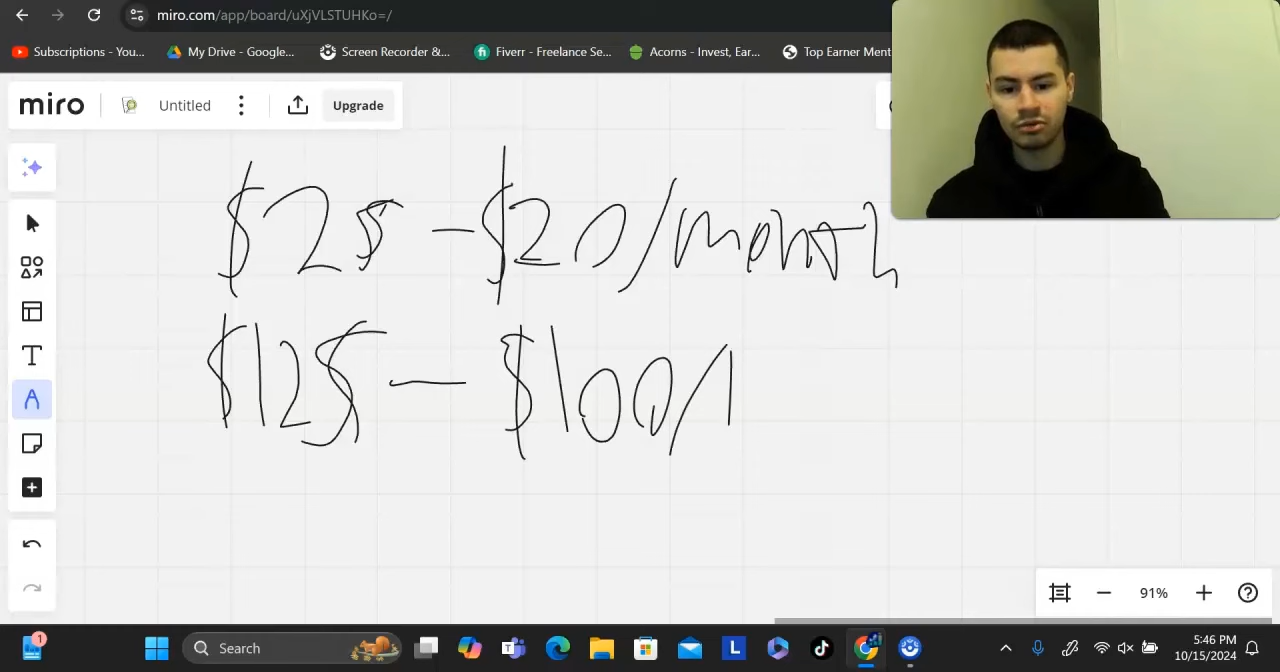 miro.com/app/board/uXjVLSTUHKo=/
Subscriptions - You... My Drive - Google... Screen Recorder &... Fiverr - Freelance Se... Acorns - Invest, Ear... Top Earner Ment
miro Untitled Upgrade
$25 - $20/month
$125 - $100/
91%
1 Search 5:46 PM
10/15/2024